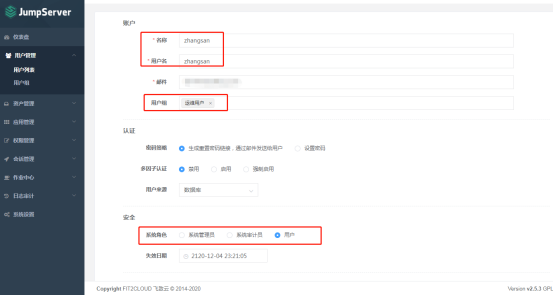 JumpServer
仪表盘
用户管理
用户列表
用户组
资产管理
应用管理
权限管理
会话管理
作业中心
日志审计
系统设置
账户
* 名称 zhangsan
* 用户名 zhangsan
* 邮件
用户组 运维用户 ×
认证
密码策略 生成重置密码链接，通过邮件发送给用户 设置密码
多因子认证 禁用 启用 强制启用
用户来源 数据库
安全
系统角色 系统管理员 系统审计员 用户
失效日期 2120-12-04 23:21:05
Copyright FIT2CLOUD 飞致云 © 2014-2020
Version v2.5.3 GPL